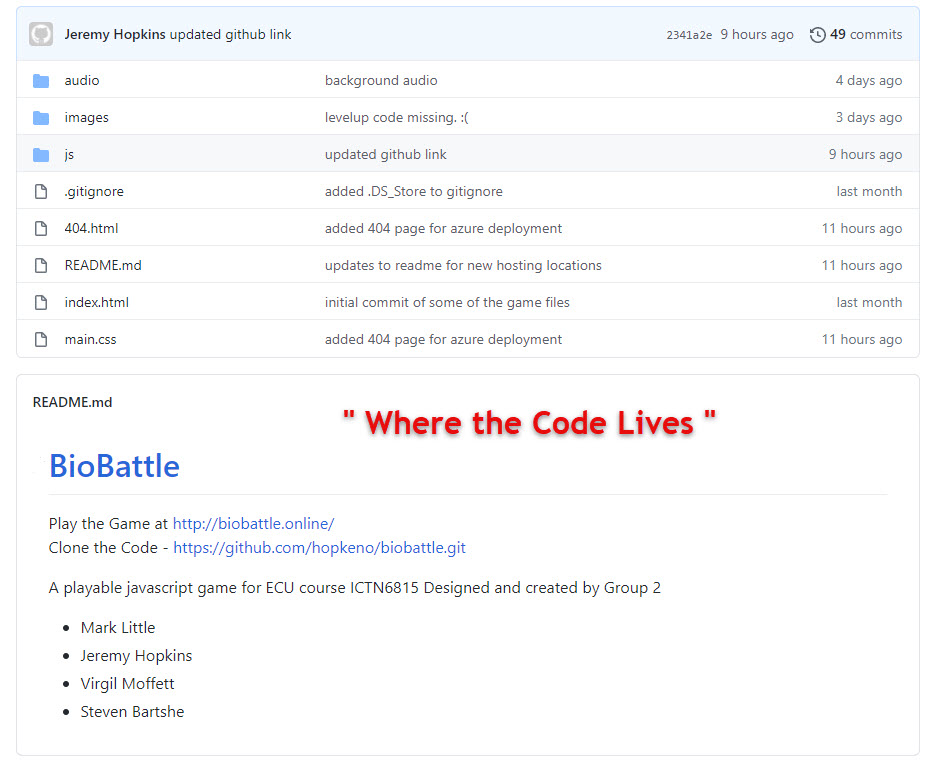 Jeremy Hopkins updated github link 2341a2e 9 hours ago 49 commits
audio background audio 4 days ago
images levelup code missing. :( 3 days ago
js updated github link 9 hours ago
.gitignore added .DS_Store to gitignore last month
404.html added 404 page for azure deployment 11 hours ago
README.md updates to readme for new hosting locations 11 hours ago
index.html initial commit of some of the game files last month
main.css added 404 page for azure deployment 11 hours ago
README.md
" Where the Code Lives "
BioBattle
Play the Game at http://biobattle.online/
Clone the Code - https://github.com/hopkeno/biobattle.git
A playable javascript game for ECU course ICTN6815 Designed and created by Group 2
• Mark Little
• Jeremy Hopkins
• Virgil Moffett
• Steven Bartshe